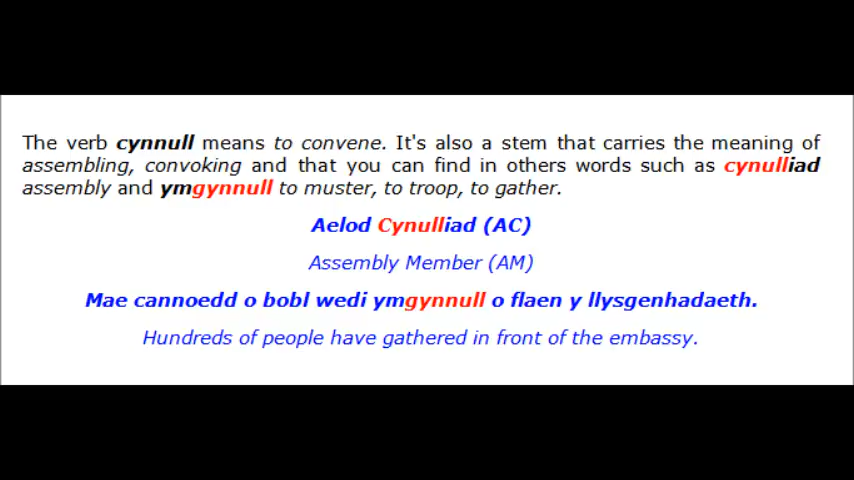 The verb cynnull means to convene. It's also a stem that carries the meaning of
assembling, convoking and that you can find in others words such as cynulliad
assembly and ymgynnull to muster, to troop, to gather.
Aelod Cynulliad (AC)
Assembly Member (AM)
Mae cannoedd o bobl wedi ymgynnull o flaen y llysgenhadaeth.
Hundreds of people have gathered in front of the embassy.